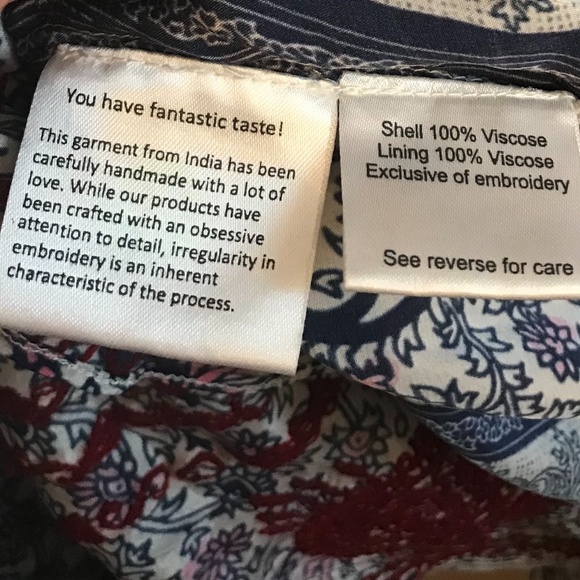 You have fantastic taste!
This garment from India has been
carefully handmade with a lot of
love. While our products have
been crafted with an obsessive
attention to detail, irregularity in
embroidery is an inherent
characteristic of the process.
Shell 100% Viscose
Lining 100% Viscose
Exclusive of embroidery
See reverse for care